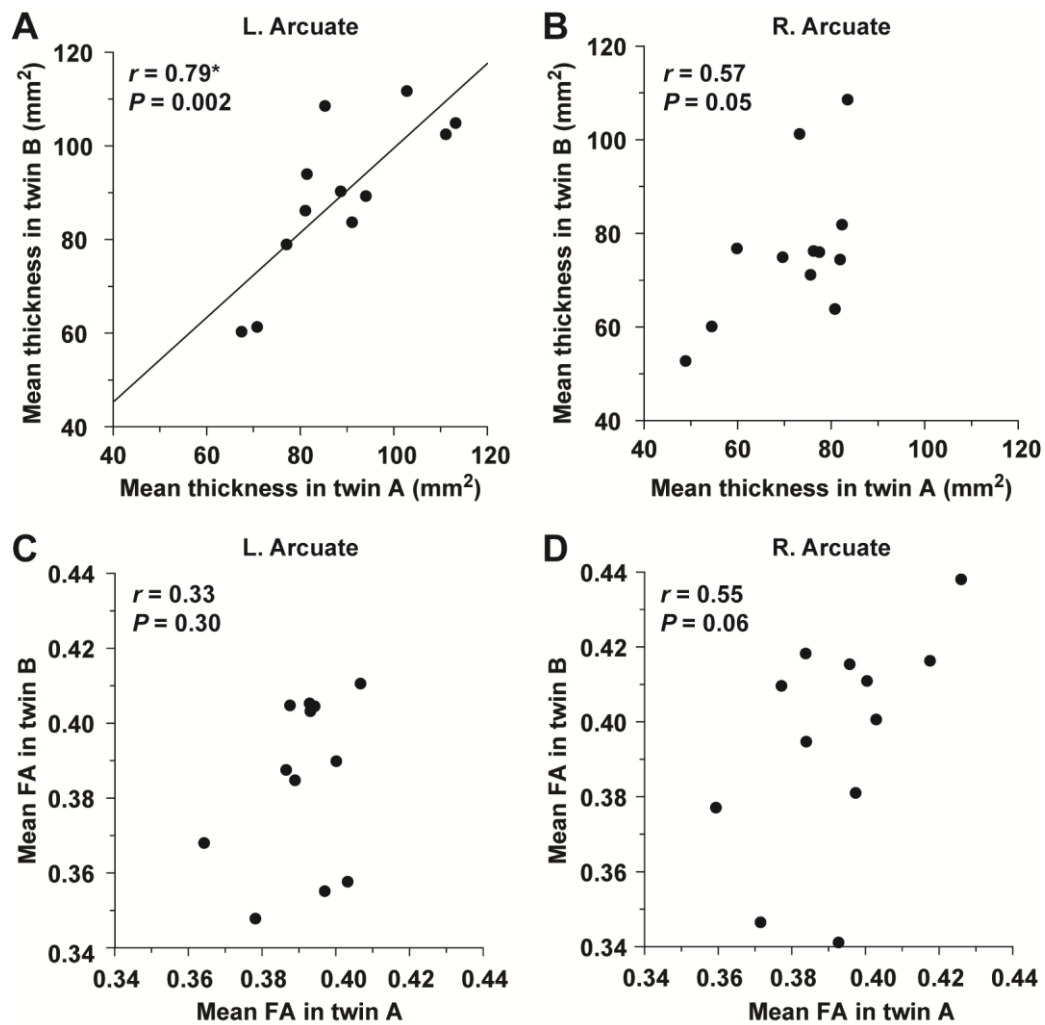 A
L. Arcuate
r = 0.79*
P = 0.002
Mean thickness in twin B (mm²)
120
100
80
60
40
40 60 80 100 120
Mean thickness in twin A (mm²)
B
R. Arcuate
r = 0.57
P = 0.05
Mean thickness in twin B (mm²)
120
100
80
60
40
40 60 80 100 120
Mean thickness in twin A (mm²)
C
L. Arcuate
r = 0.33
P = 0.30
Mean FA in twin B
0.44
0.42
0.40
0.38
0.36
0.34
0.34 0.36 0.38 0.40 0.42 0.44
Mean FA in twin A
D
R. Arcuate
r = 0.55
P = 0.06
Mean FA in twin B
0.44
0.42
0.40
0.38
0.36
0.34
0.34 0.36 0.38 0.40 0.42 0.44
Mean FA in twin A